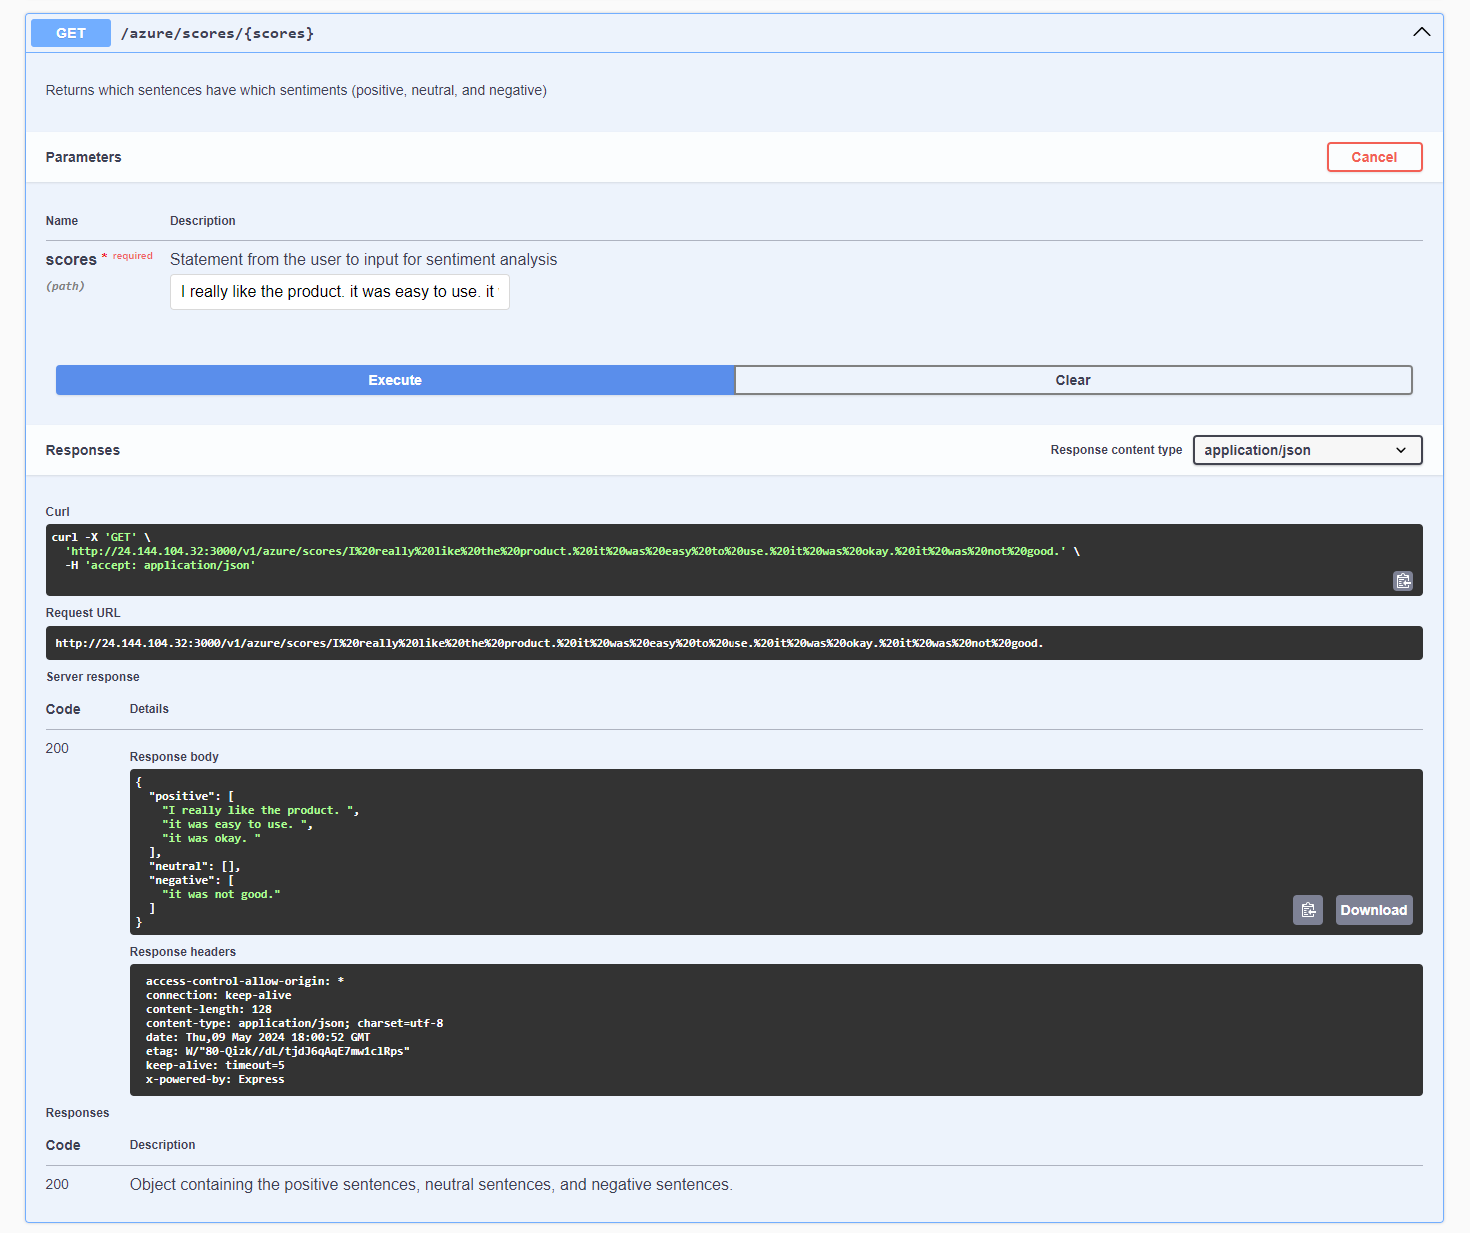 GET /azure/scores/{scores}
Returns which sentences have which sentiments (positive, neutral, and negative)
Parameters
Cancel
Name Description
scores * required Statement from the user to input for sentiment analysis
(path)
I really like the product. it was easy to use. it
Execute Clear
Responses
Response content type application/json
Curl
curl -X 'GET' \
'http://24.144.104.32:3000/v1/azure/scores/I%20really%20like%20the%20product.%20it%20was%20easy%20to%20use.%20it%20was%20okay.%20it%20was%20not%20good.' \
-H 'accept: application/json'
Request URL
http://24.144.104.32:3000/v1/azure/scores/I%20really%20like%20the%20product.%20it%20was%20easy%20to%20use.%20it%20was%20okay.%20it%20was%20not%20good.
Server response
Code Details
200
Response body
{
"positive": [
"I really like the product. ",
"it was easy to use. ",
"it was okay. "
],
"neutral": [],
"negative": [
"it was not good."
]
}
Download
Response headers
access-control-allow-origin: *
connection: keep-alive
content-length: 128
content-type: application/json; charset=utf-8
date: Thu,09 May 2024 18:00:52 GMT
etag: W/"80-Qizk//dL/tjdJ6qAqE7mw1clRps"
keep-alive: timeout=5
x-powered-by: Express
Responses
Code Description
200 Object containing the positive sentences, neutral sentences, and negative sentences.